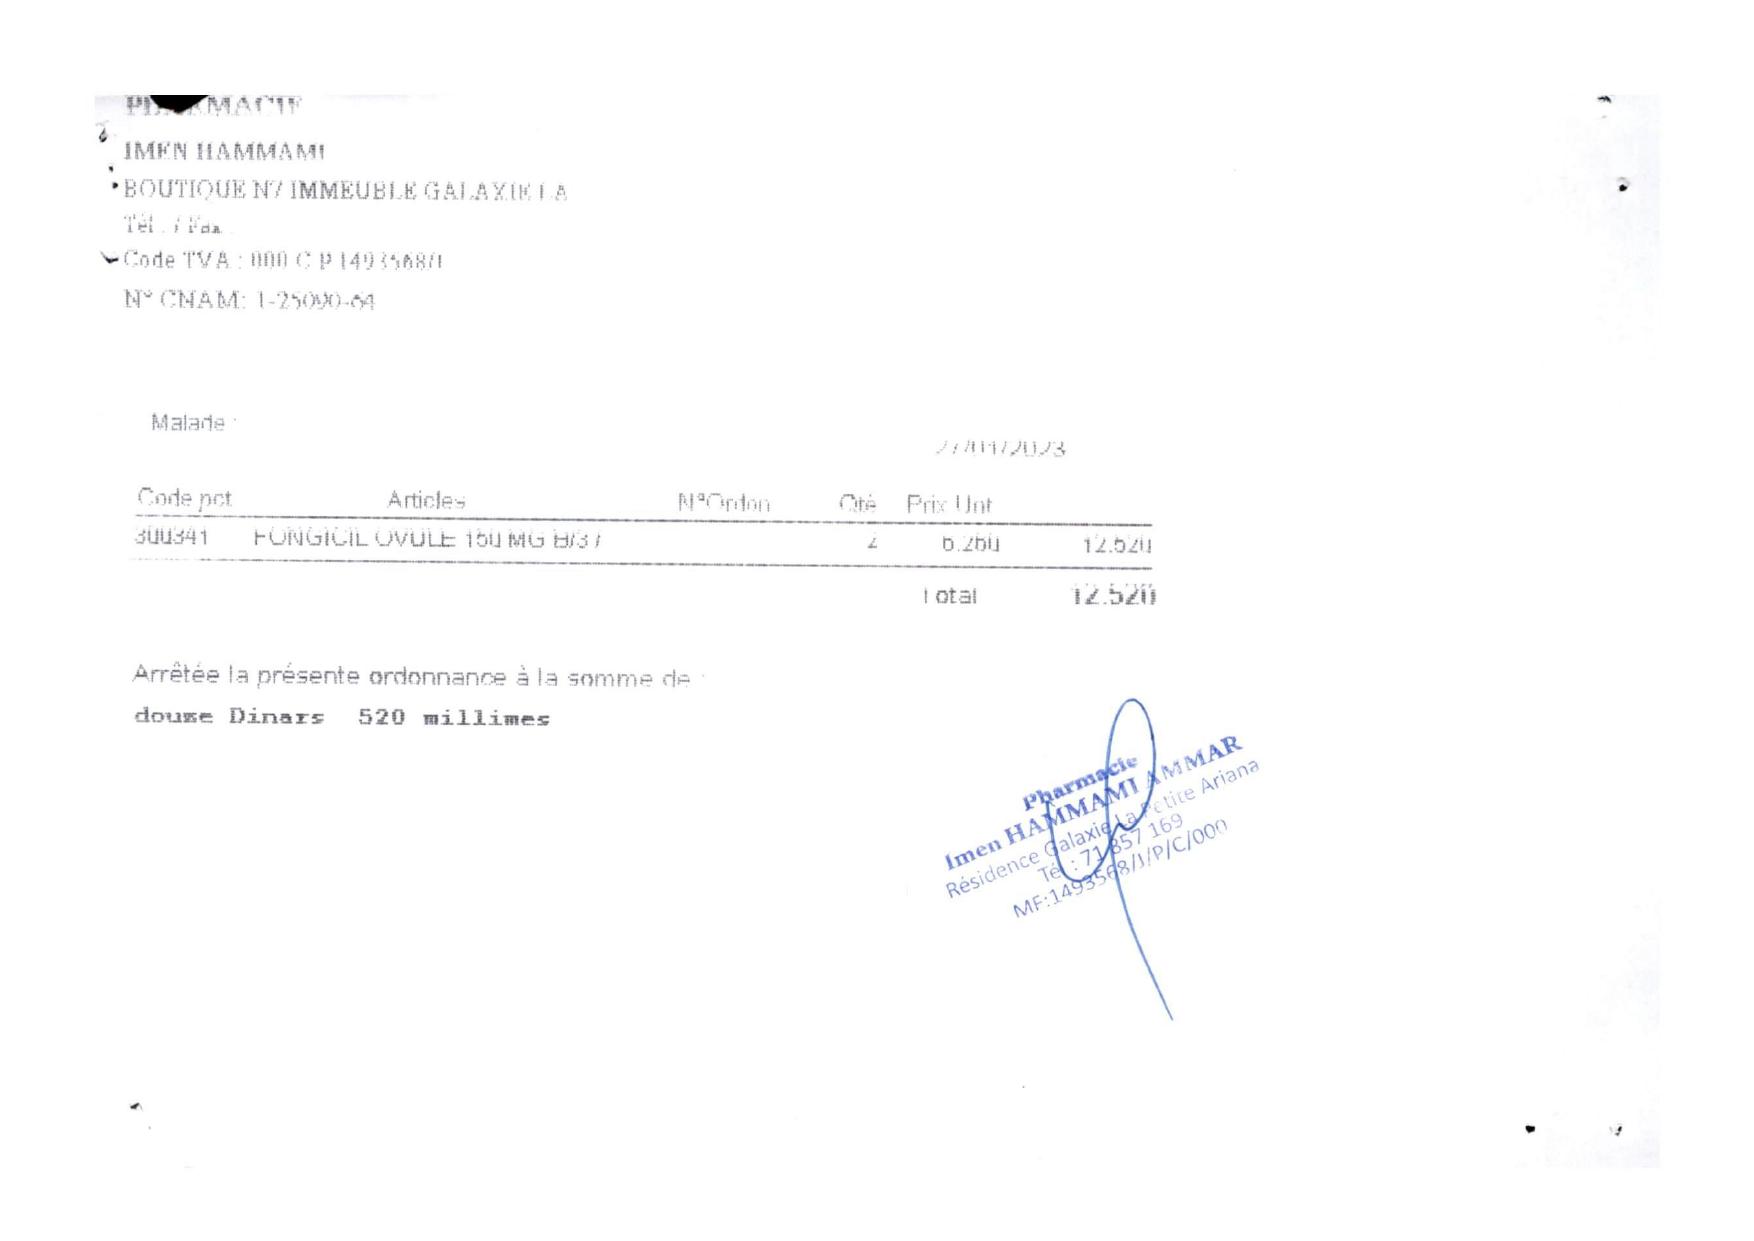 PHARMACIE
IMEN HAMMAMI
BOUTIQUE N7 IMMEUBLE GALAXIE LA
Tél : / Fax
Code TVA : 000 C P 1493568/J
N° CNAM: 1-25090-64
Malade :
27/01/2023
Code pct Articles N°Ordon Qté Prix Unt
300341 FONGICIL OVULE 150 MG B/3 / 2 6.260 12.520
Total 12.520
Arrêtée la présente ordonnance à la somme de :
douze Dinars 520 millimes
Pharmacie
Imen HAMMAMI AMMAR
Résidence Galaxie La Petite Ariana
Tél : 71 857 169
MF:1493568/J/P/C/000